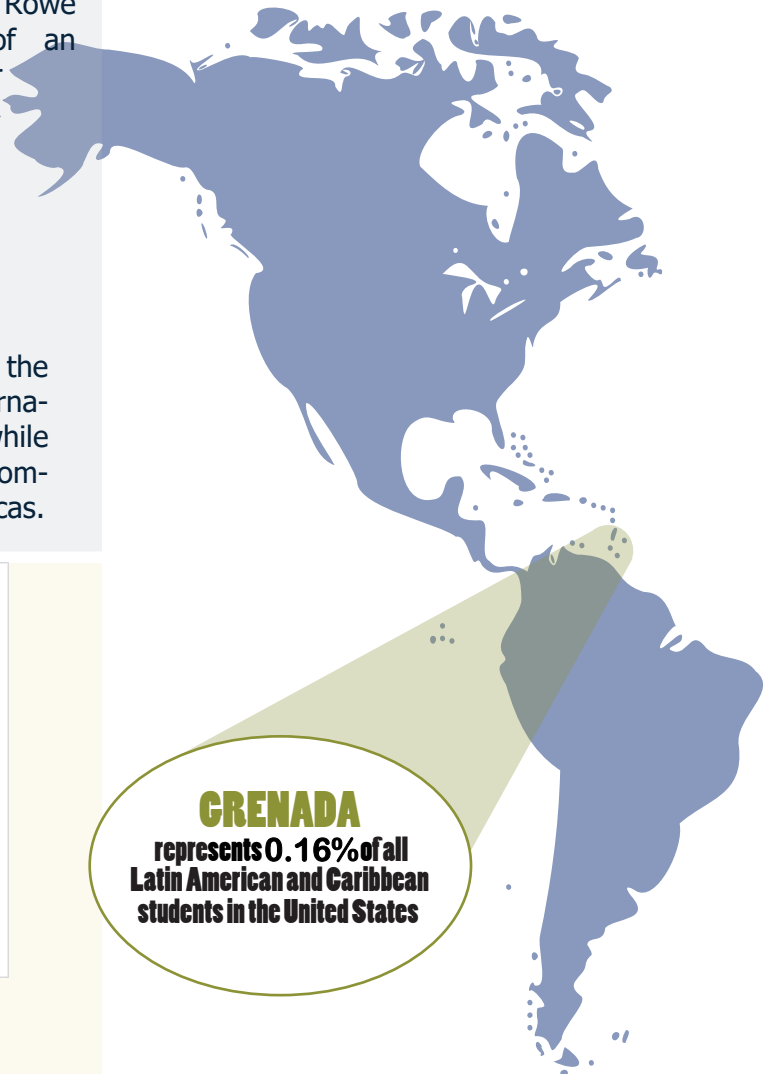 Rowe
of an
the
rna-
while
om-
cas.
GRENADA
represents 0.16% of all
Latin American and Caribbean
students in the United States